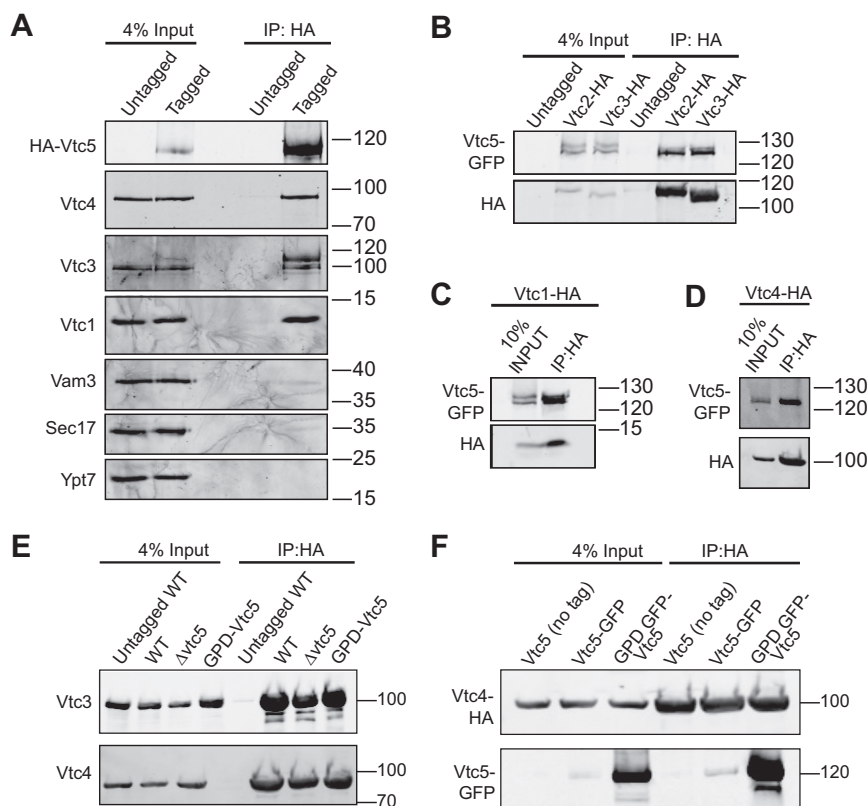 A
4% Input
IP: HA
Untagged
Tagged
Untagged
Tagged
HA-Vtc5
120
Vtc4
100
70
Vtc3
120
100
Vtc1
15
Vam3
40
35
Sec17
35
Ypt7
25
15
B
4% Input
IP: HA
Untagged
Vtc2-HA
Vtc3-HA
Untagged
Vtc2-HA
Vtc3-HA
Vtc5-
GFP
130
120
HA
120
100
C
Vtc1-HA
10%
INPUT
IP:HA
Vtc5-
GFP
130
120
HA
15
D
Vtc4-HA
10%
INPUT
IP:HA
Vtc5-
GFP
130
120
HA
100
E
4% Input
IP:HA
Untagged WT
WT
Δvtc5
GPD-Vtc5
Untagged WT
WT
Δvtc5
GPD-Vtc5
Vtc3
100
Vtc4
100
70
F
4% Input
IP:HA
Vtc5 (no tag)
Vtc5-GFP
GPD GFP-
Vtc5
Vtc5 (no tag)
Vtc5-GFP
GPD GFP-
Vtc5
Vtc4-
HA
100
Vtc5-
GFP
120